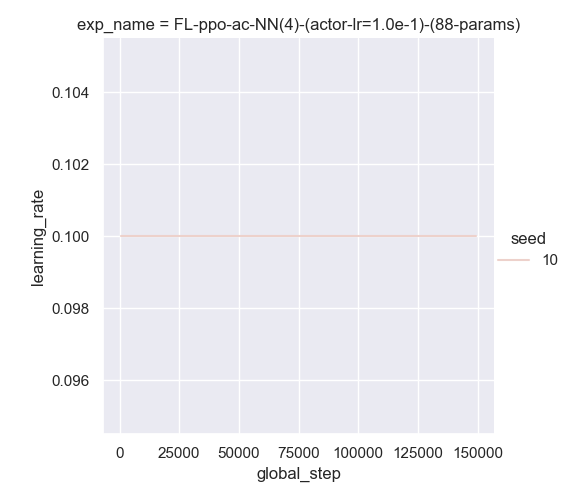 exp_name = FL-ppo-ac-NN(4)-(actor-lr=1.0e-1)-(88-params)
0.104
0.102
0.100
0.098
0.096
learning_rate
seed
10
0 25000 50000 75000 100000 125000 150000
global_step